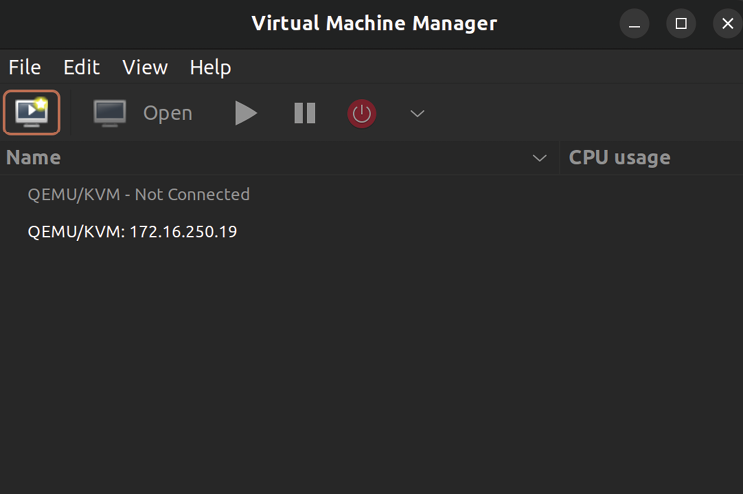 Virtual Machine Manager
File Edit View Help
Open
Name CPU usage
QEMU/KVM - Not Connected
QEMU/KVM: 172.16.250.19